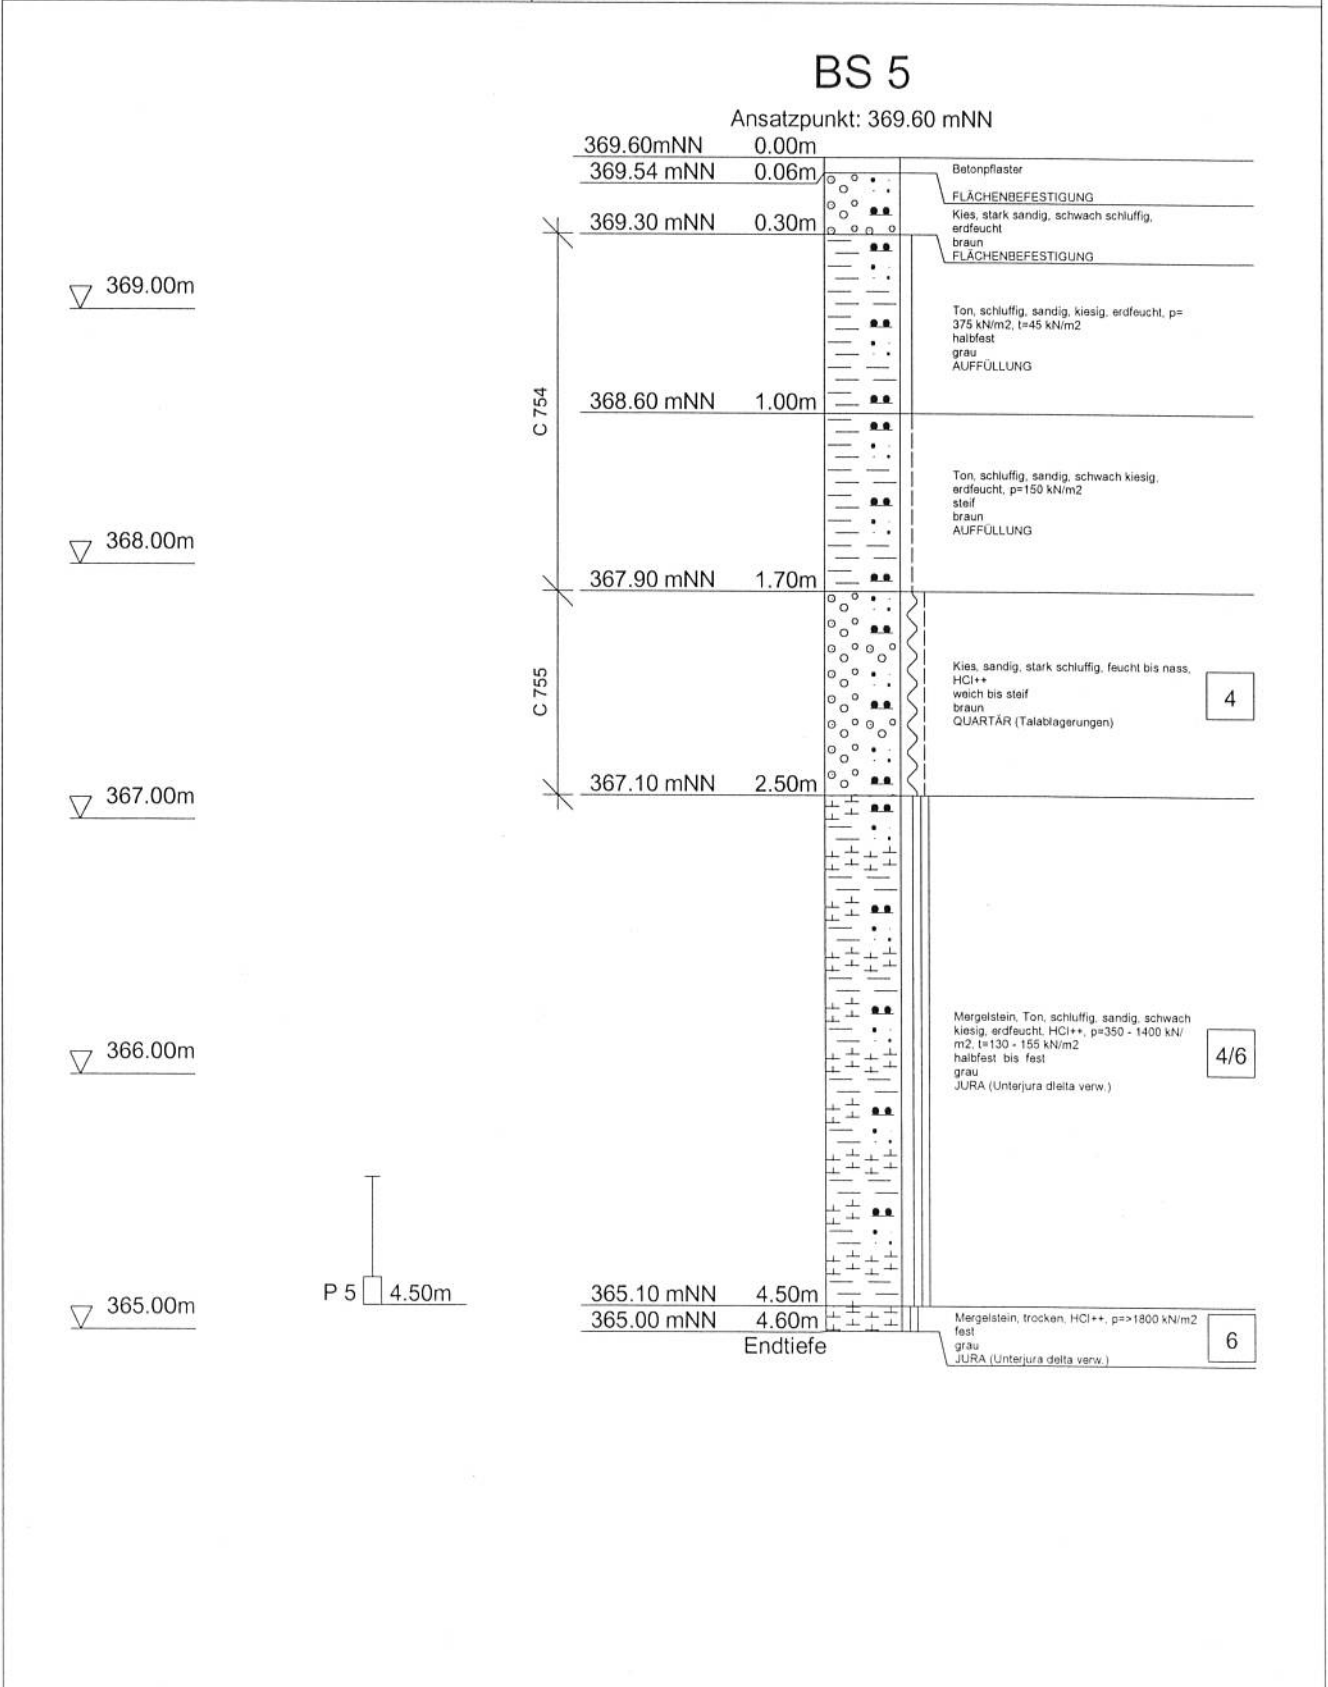 BS 5
Ansatzpunkt: 369.60 mNN
369.60mNN 0.00m
369.54 mNN 0.06m
Betonpflaster
FLÄCHENBEFESTIGUNG
369.30 mNN 0.30m
Kies, stark sandig, schwach schluffig,
erdfeucht
braun
FLÄCHENBEFESTIGUNG
369.00m
Ton, schluffig, sandig, kiesig, erdfeucht, p=
375 kN/m2, t=45 kN/m2
halbfest
grau
AUFFÜLLUNG
C 754
368.60 mNN 1.00m
Ton, schluffig, sandig, schwach kiesig,
erdfeucht, p=150 kN/m2
steif
braun
AUFFÜLLUNG
368.00m
367.90 mNN 1.70m
C 755
Kies, sandig, stark schluffig, feucht bis nass,
HCl++
weich bis steif
braun
QUARTÄR (Talablagerungen)
4
367.10 mNN 2.50m
367.00m
Mergelstein, Ton, schluffig, sandig, schwach
kiesig, erdfeucht, HCl++, p=350 - 1400 kN/
m2, t=130 - 155 kN/m2
halbfest bis fest
grau
JURA (Unterjura dlelta verw.)
4/6
366.00m
P 5 4.50m
365.10 mNN 4.50m
365.00m
365.00 mNN 4.60m
Endtiefe
Mergelstein, trocken, HCl++, p=>1800 kN/m2
fest
grau
JURA (Unterjura delta verw.)
6